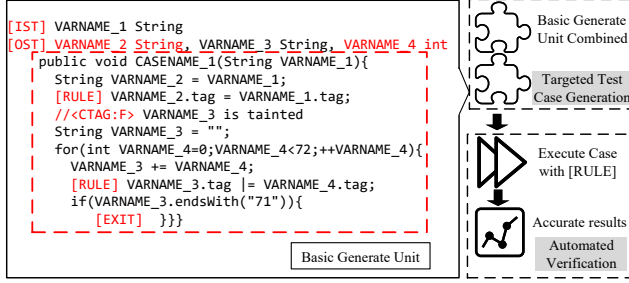 [IST] VARNAME_1 String
[OST] VARNAME_2 String, VARNAME_3 String, VARNAME_4 int
public void CASENAME_1(String VARNAME_1){
String VARNAME_2 = VARNAME_1;
[RULE] VARNAME_2.tag = VARNAME_1.tag;
//<CTAG:F> VARNAME_3 is tainted
String VARNAME_3 = "";
for(int VARNAME_4=0;VARNAME_4<72;++VARNAME_4){
VARNAME_3 += VARNAME_4;
[RULE] VARNAME_3.tag |= VARNAME_4.tag;
if(VARNAME_3.endsWith("71")){
[EXIT] }}}
Basic Generate Unit
Basic Generate
Unit Combined
Targeted Test
Case Generation
Execute Case
with [RULE]
Accurate results
Automated
Verification